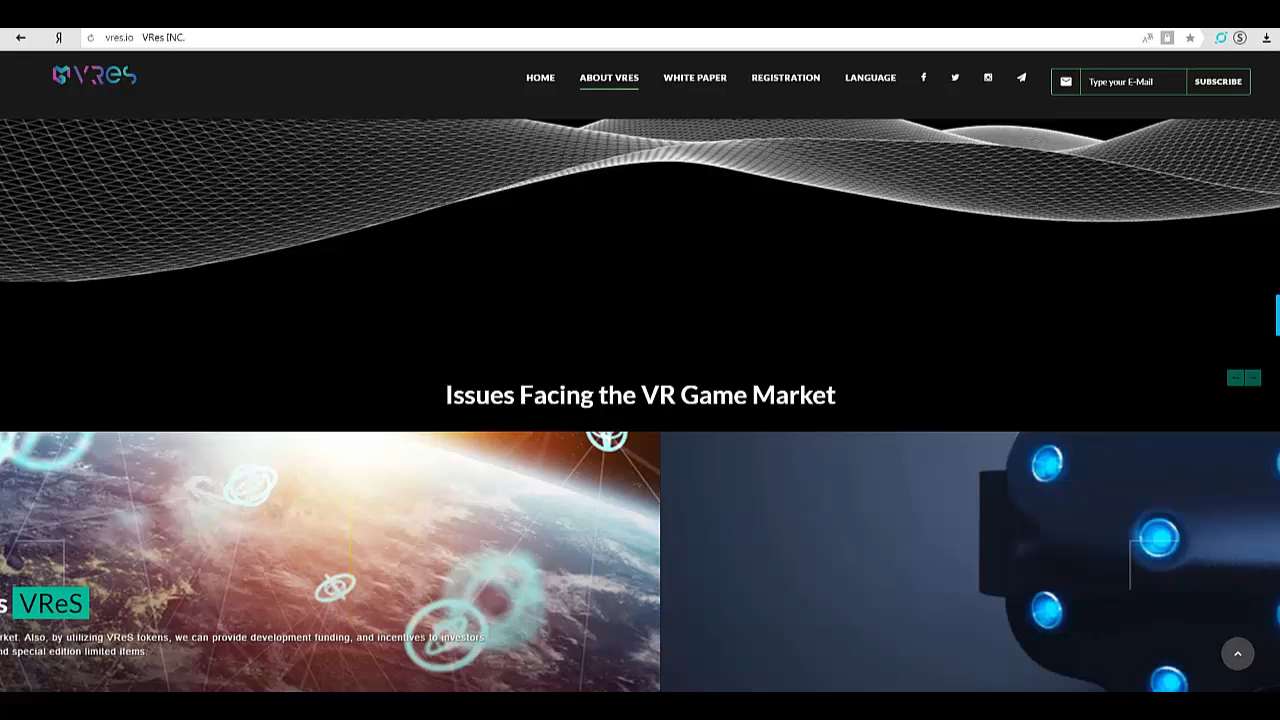 Я vres.io VRes INC.
VRes HOME ABOUT VRES WHITE PAPER REGISTRATION LANGUAGE Type your E-Mail SUBSCRIBE
Issues Facing the VR Game Market
s VReS
rket. Also, by utilizing VReS tokens, we can provide development funding, and incentives to investors
nd special edition limited items.